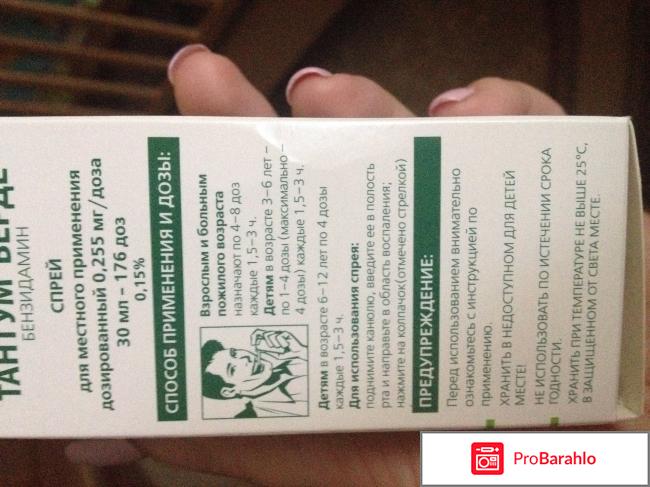 ТАНТУМ ВЕРДЕ
БЕНЗИДАМИН
СПРЕЙ
для местного применения
дозированный 0,255 мг/доза
30 мл – 176 доз
0,15%
СПОСОБ ПРИМЕНЕНИЯ И ДОЗЫ:
Взрослым и больным
пожилого возраста
назначают по 4–8 доз
каждые 1,5–3 ч.
Детям в возрасте 3–6 лет –
по 1–4 дозы (максимально –
4 дозы) каждые 1,5–3 ч.
Детям в возрасте 6–12 лет по 4 дозы
каждые 1,5–3 ч.
Для использования спрея:
поднимите канюлю, введите ее в полость
рта и направьте в область воспаления;
нажмите на колпачок(отмечено стрелкой)
ПРЕДУПРЕЖДЕНИЕ:
Перед использованием внимательно
ознакомьтесь с инструкцией по
применению.
ХРАНИТЬ В НЕДОСТУПНОМ ДЛЯ ДЕТЕЙ
МЕСТЕ!
НЕ ИСПОЛЬЗОВАТЬ ПО ИСТЕЧЕНИИ СРОКА
ГОДНОСТИ.
ХРАНИТЬ ПРИ ТЕМПЕРАТУРЕ НЕ ВЫШЕ 25°С,
В ЗАЩИЩЕННОМ ОТ СВЕТА МЕСТЕ.
ProBarahlo